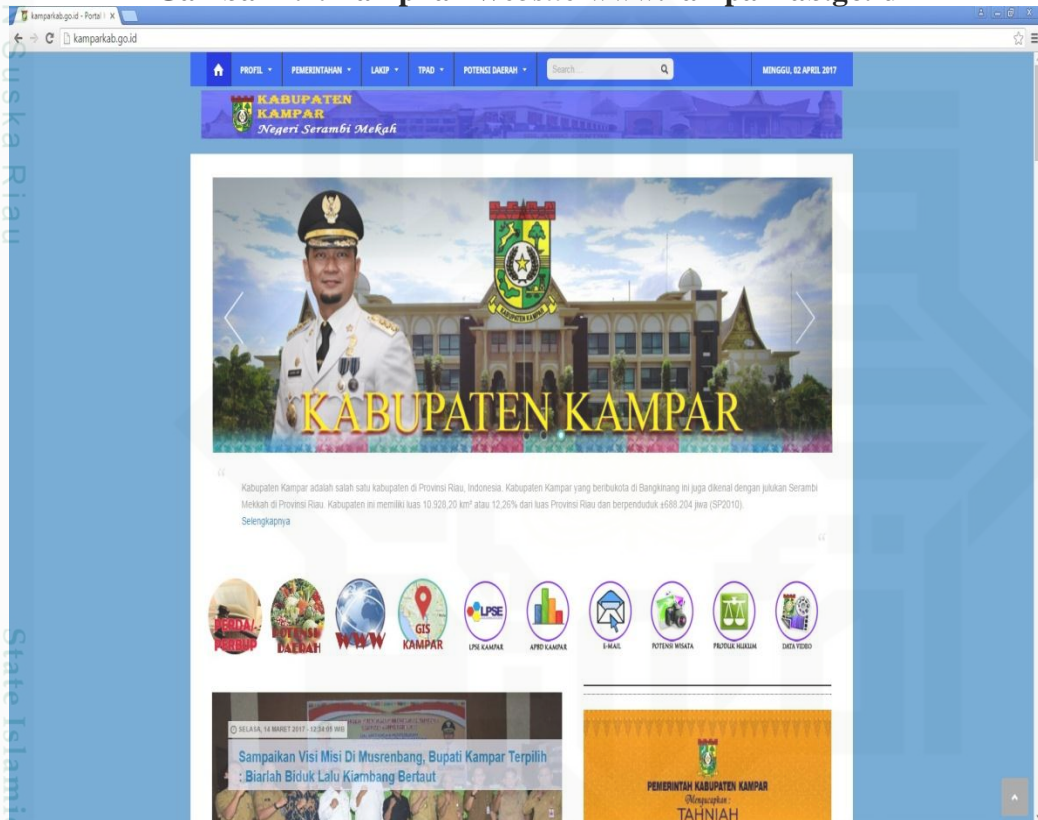 kamparkab.go.id - Portal
kamparkab.go.id
PROFIL
PEMERINTAHAN
LAKIP
TPAD
POTENSI DAERAH
Search...
MINGGU, 02 APRIL 2017
KABUPATEN
KAMPAR
Negeri Serambi Mekah
KABUPATEN KAMPAR
KABUPATEN KAMPAR
Kabupaten Kampar adalah salah satu kabupaten di Provinsi Riau, Indonesia. Kabupaten Kampar yang beribukota di Bangkinang ini juga dikenal dengan julukan Serambi
Mekkah di Provinsi Riau. Kabupaten ini memiliki luas 10.928,20 km² atau 12,26% dari luas Provinsi Riau dan berpenduduk ±688.204 jiwa (SP2010).
Selengkapnya
PERDA/
PERBUP
POTENSI
DAERAH
WWW
GIS
KAMPAR
LPSE
LPSE KAMPAR
APBD KAMPAR
E-MAIL
POTENSI WISATA
PRODUK HUKUM
DATA VIDEO
SELASA, 14 MARET 2017 - 12:34:05 WIB
Sampaikan Visi Misi Di Musrenbang, Bupati Kampar Terpilih
: Biarlah Biduk Lalu Kiambang Bertaut
PEMERINTAH KABUPATEN KAMPAR
Mengucapkan :
TAHNIAH
Suska Riau
State Islami